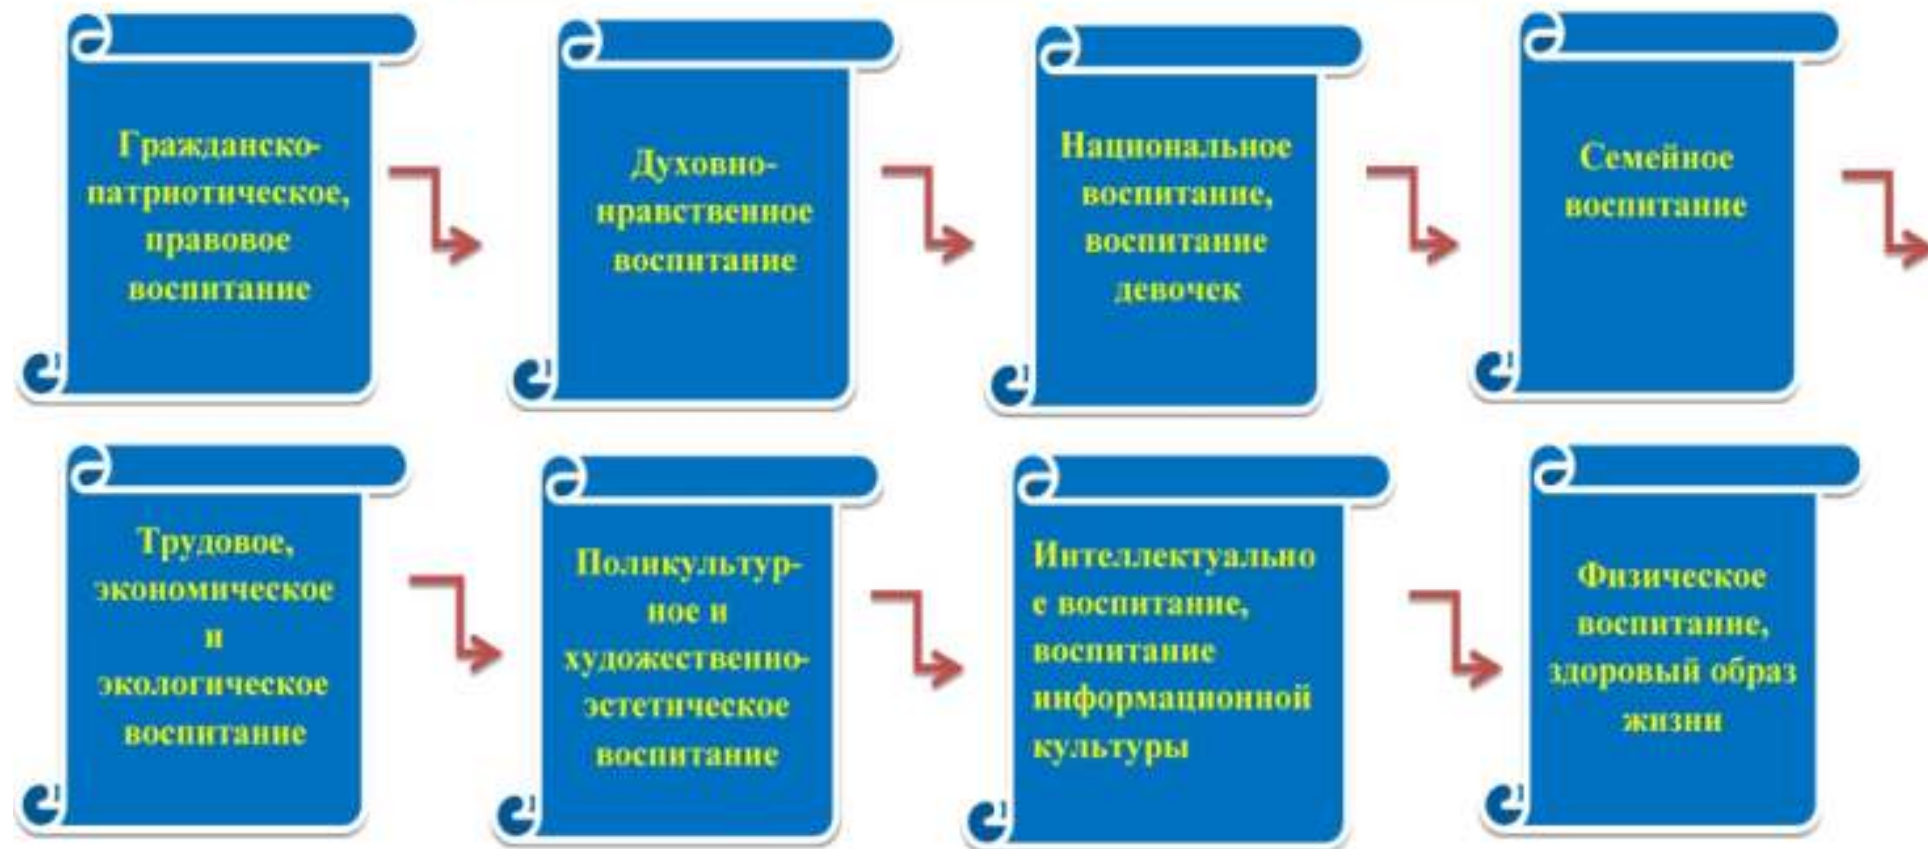 Гражданско-
патриотическое,
правовое
воспитание
Духовно-
нравственное
воспитание
Национальное
воспитание,
воспитание
девочек
Семейное
воспитание
Трудовое,
экономическое
и
экологическое
воспитание
Поликультур-
ное и
художественно-
эстетическое
воспитание
Интеллектуально
е воспитание,
воспитание
информационной
культуры
Физическое
воспитание,
здоровый образ
жизни